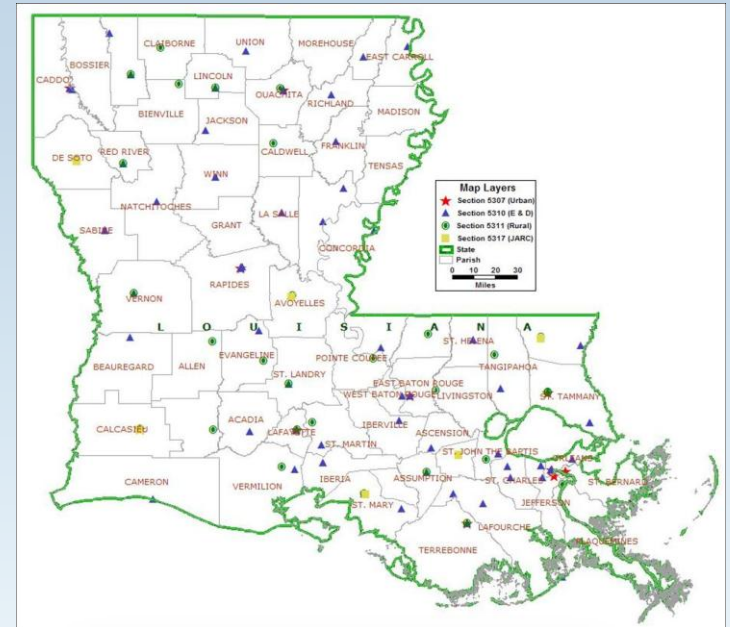 CLAIBORNE
UNION
MOREHOUSE
EAST CARROLL
BOSSIER
CADDO
LINCOLN
OUACHITA
RICHLAND
MADISON
BIENVILLE
JACKSON
CALDWELL
FRANKLIN
DE SOTO
RED RIVER
TENSAS
WINN
NATCHITOCHES
LA SALLE
GRANT
SABINE
CONCORDIA
RAPIDES
VERNON
AVOYELLES
Map Layers
Section 5307 (Urban)
Section 5310 (E & D)
Section 5311 (Rural)
Section 5317 (JARC)
State
Parish
0 10 20 30
Miles
L O U I S I A N A
ST. HELENA
BEAUREGARD
ALLEN
EVANGELINE
POINTE COUPEE
TANGIPAHOA
ST. LANDRY
EAST BATON ROUGE
WEST BATON ROUGE
LIVINGSTON
ST. TAMMANY
CALCASIEU
ACADIA
LAFAYETTE
IBERVILLE
ASCENSION
ST. MARTIN
ST. JOHN THE BAPTIS
ORLEANS
CAMERON
VERMILION
IBERIA
ASSUMPTION
ST. CHARLES
ST. BERNARD
ST. MARY
JEFFERSON
LAFOURCHE
TERREBONNE
PLAQUEMINES